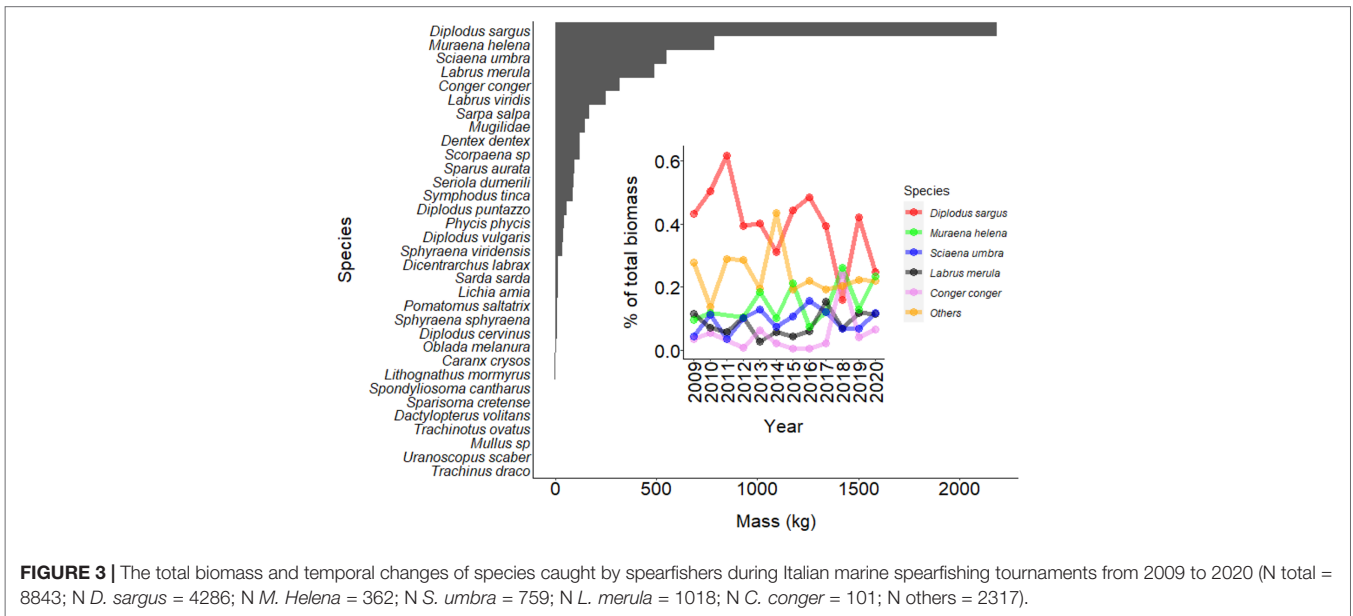 Diplodus sargus
Muraena helena
Sciaena umbra
Labrus merula
Conger conger
Labrus viridis
Sarpa salpa
Mugilidae
Dentex dentex
Scorpaena sp
Sparus aurata
Seriola dumerili
Symphodus tinca
Diplodus puntazzo
Phycis phycis
Diplodus vulgaris
Sphyraena viridensis
Dicentrarchus labrax
Sarda sarda
Lichia amia
Pomatomus saltatrix
Sphyraena sphyraena
Diplodus cervinus
Oblada melanura
Caranx crysos
Lithognathus mormyrus
Spondyliosoma cantharus
Sparisoma cretense
Dactylopterus volitans
Trachinotus ovatus
Mullus sp
Uranoscopus scaber
Trachinus draco
Species
0 500 1000 1500 2000
Mass (kg)
% of total biomass
0.6
0.4
0.2
0.0
2009 2010 2011 2012 2013 2014 2015 2016 2017 2018 2019 2020
Year
Species
Diplodus sargus
Muraena helena
Sciaena umbra
Labrus merula
Conger conger
Others
FIGURE 3 | The total biomass and temporal changes of species caught by spearfishers during Italian marine spearfishing tournaments from 2009 to 2020 (N total =
8843; N D. sargus = 4286; N M. Helena = 362; N S. umbra = 759; N L. merula = 1018; N C. conger = 101; N others = 2317).